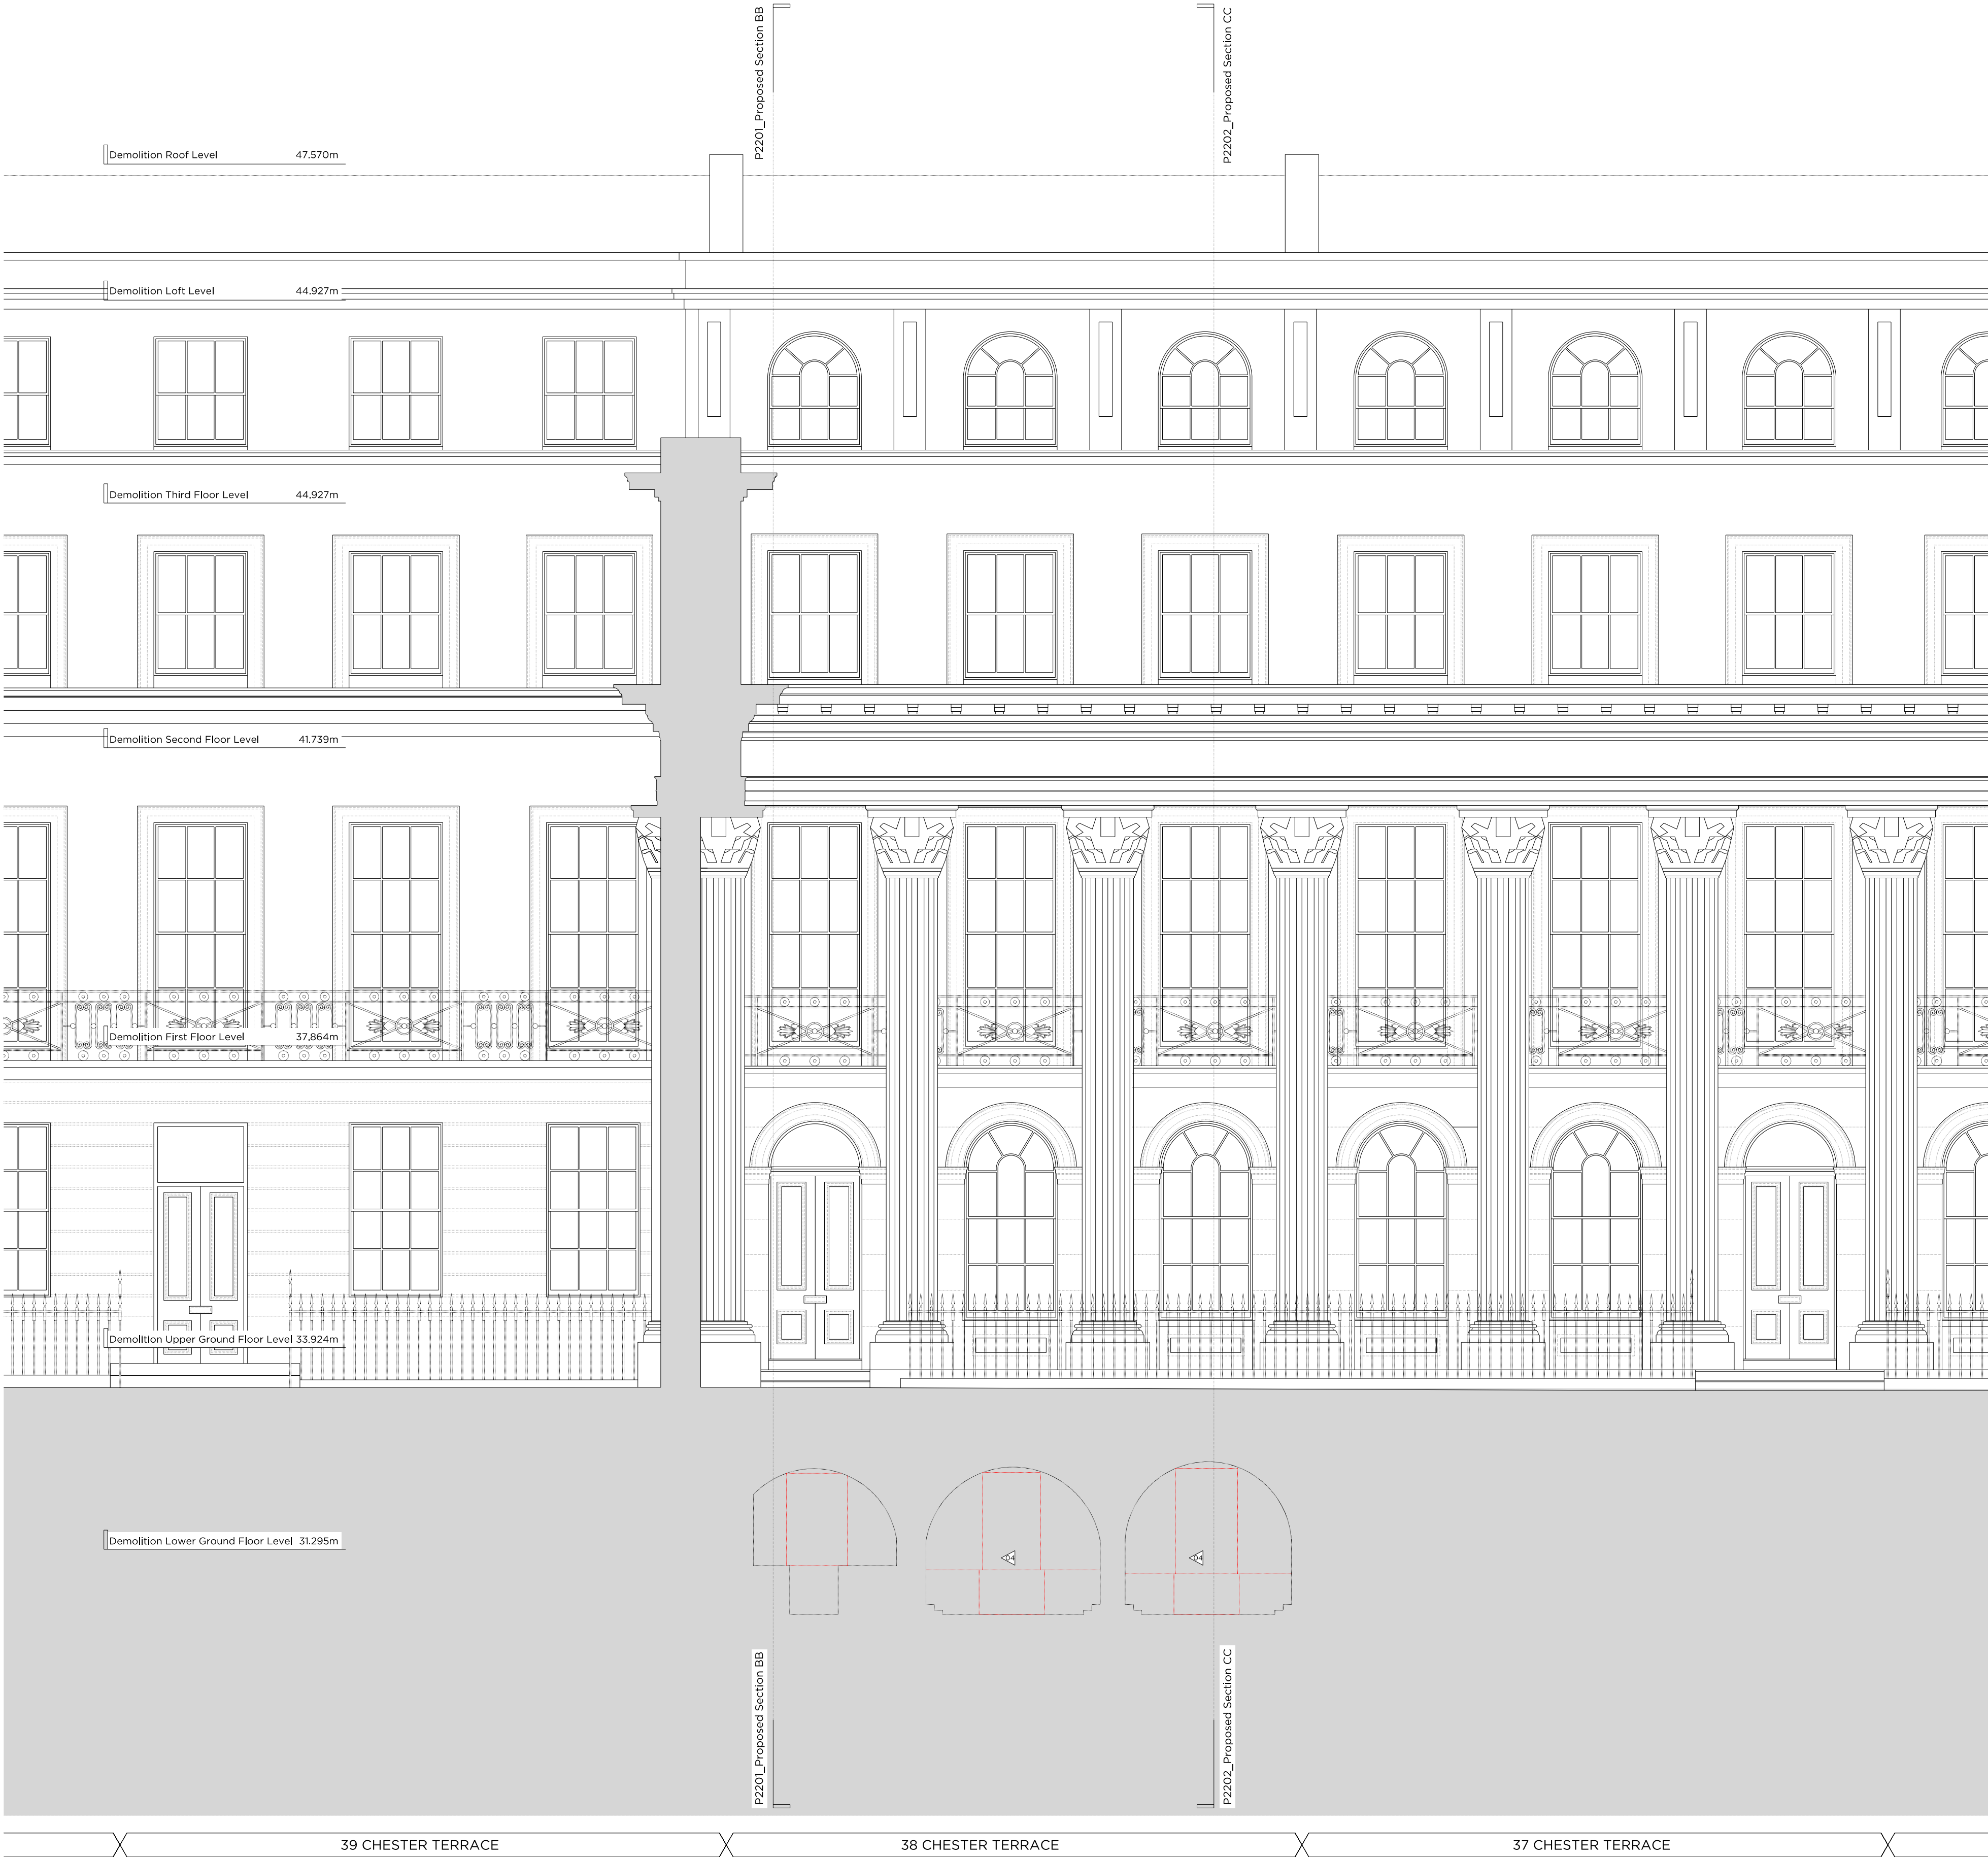 P2201_Proposed Section BB
P2202_Proposed Section CC
Demolition Roof Level 47.570m
Demolition Loft Level 44,927m
Demolition Third Floor Level 44,927m
Demolition Second Floor Level 41,739m
Demolition First Floor Level 37,864m
Demolition Upper Ground Floor Level 33.924m
Demolition Lower Ground Floor Level 31.295m
D4
D4
P2201_Proposed Section BB
P2202_Proposed Section CC
39 CHESTER TERRACE
38 CHESTER TERRACE
37 CHESTER TERRACE